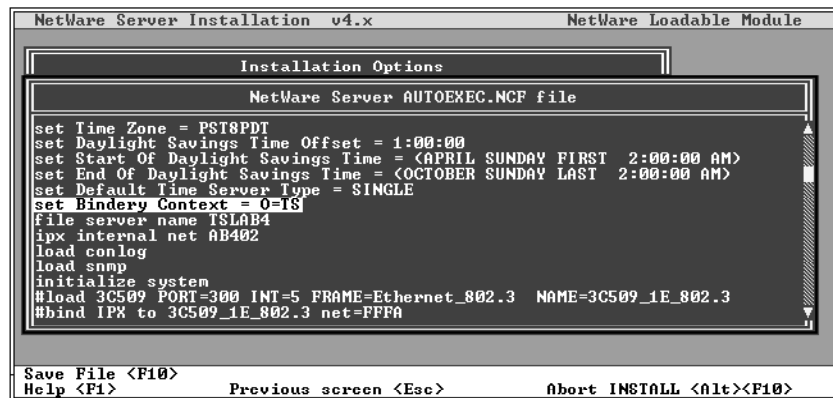 NetWare Server Installation v4.x NetWare Loadable Module
Installation Options
NetWare Server AUTOEXEC.NCF file
set Time Zone = PST8PDT
set Daylight Savings Time Offset = 1:00:00
set Start Of Daylight Savings Time = (APRIL SUNDAY FIRST 2:00:00 AM)
set End Of Daylight Savings Time = (OCTOBER SUNDAY LAST 2:00:00 AM)
set Default Time Server Type = SINGLE
set Bindery Context = O=TS
file server name TSLAB4
ipx internal net AB402
load conlog
load snmp
initialize system
#load 3C509 PORT=300 INT=5 FRAME=Ethernet_802.3 NAME=3C509_1E_802.3
#bind IPX to 3C509_1E_802.3 net=FFFA
Save File <F10>
Help <F1> Previous screen <Esc> Abort INSTALL <Alt><F10>